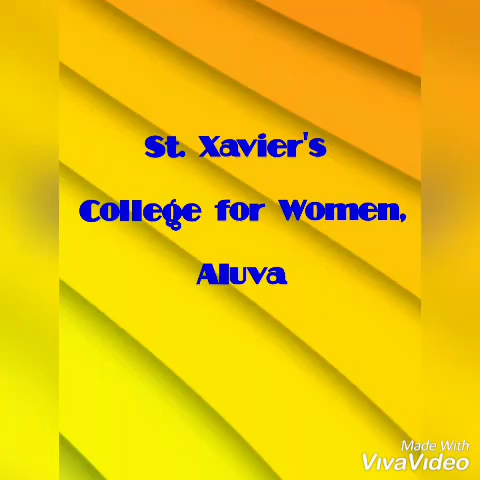 St. Xavier's
College for Women,
Aluva
Made With
VivaVideo